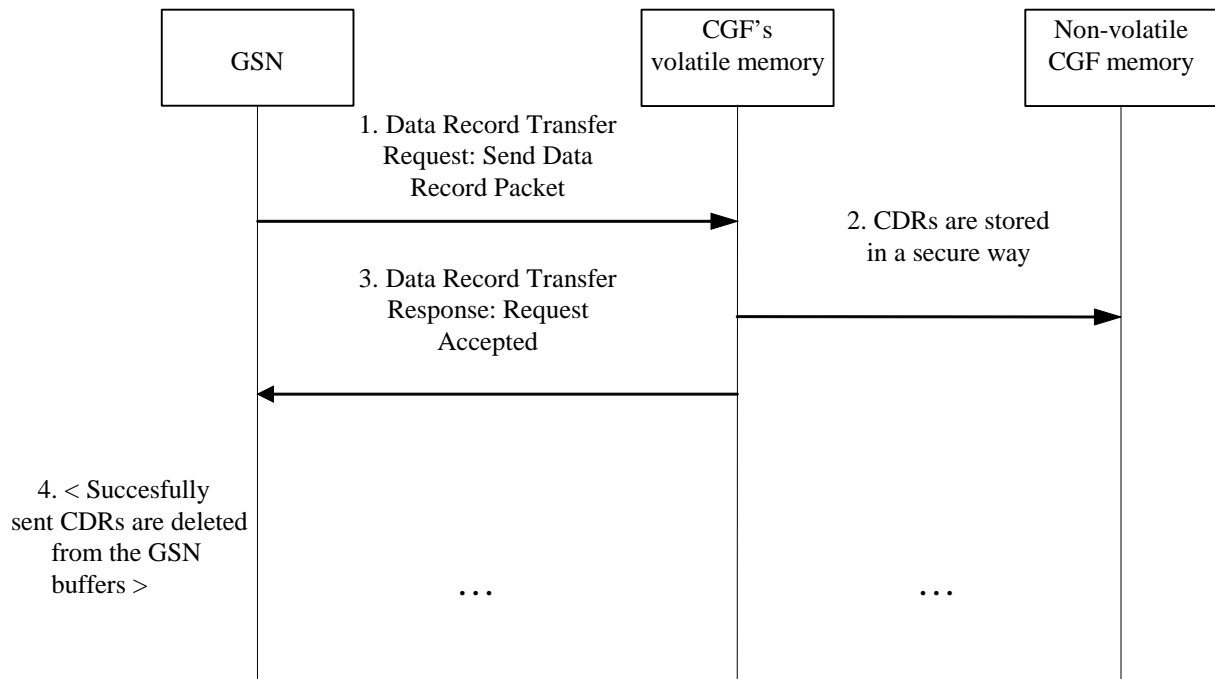 GSN
CGF's
volatile memory
Non-volatile
CGF memory
1. Data Record Transfer
Request: Send Data
Record Packet
2. CDRs are stored
in a secure way
3. Data Record Transfer
Response: Request
Accepted
4. < Succesfully
sent CDRs are deleted
from the GSN
buffers >
...
...